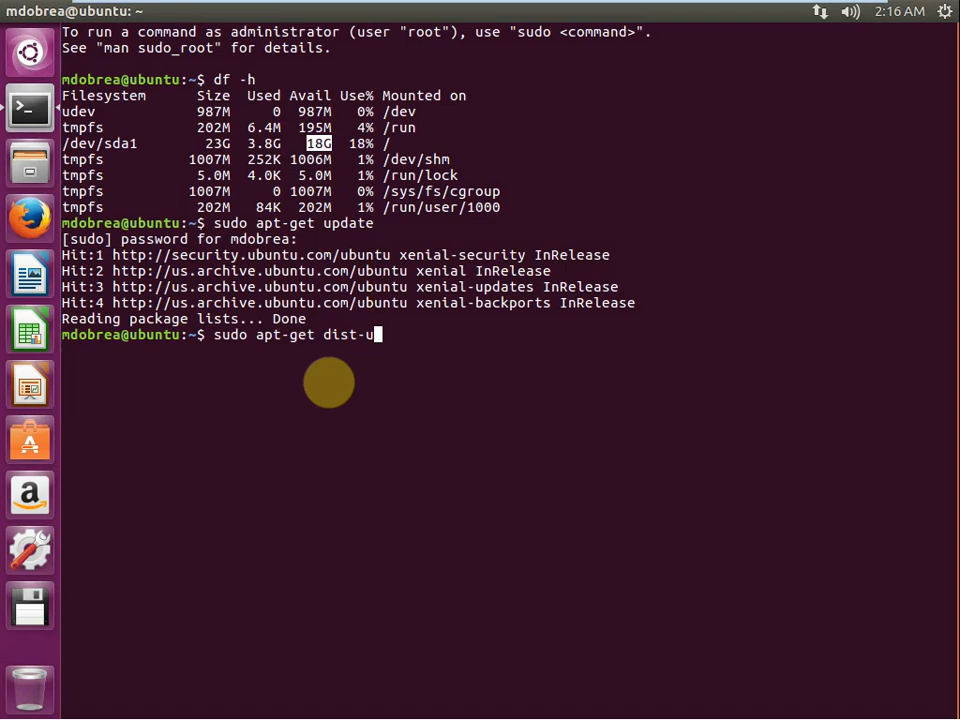 mdobrea@ubuntu: ~ 2:16 AM
To run a command as administrator (user "root"), use "sudo <command>".
See "man sudo_root" for details.
mdobrea@ubuntu:~$ df -h
Filesystem Size Used Avail Use% Mounted on
udev 987M 0 987M 0% /dev
tmpfs 202M 6.4M 195M 4% /run
/dev/sda1 23G 3.8G 18G 18% /
tmpfs 1007M 252K 1006M 1% /dev/shm
tmpfs 5.0M 4.0K 5.0M 1% /run/lock
tmpfs 1007M 0 1007M 0% /sys/fs/cgroup
tmpfs 202M 84K 202M 1% /run/user/1000
mdobrea@ubuntu:~$ sudo apt-get update
[sudo] password for mdobrea:
Hit:1 http://security.ubuntu.com/ubuntu xenial-security InRelease
Hit:2 http://us.archive.ubuntu.com/ubuntu xenial InRelease
Hit:3 http://us.archive.ubuntu.com/ubuntu xenial-updates InRelease
Hit:4 http://us.archive.ubuntu.com/ubuntu xenial-backports InRelease
Reading package lists... Done
mdobrea@ubuntu:~$ sudo apt-get dist-u